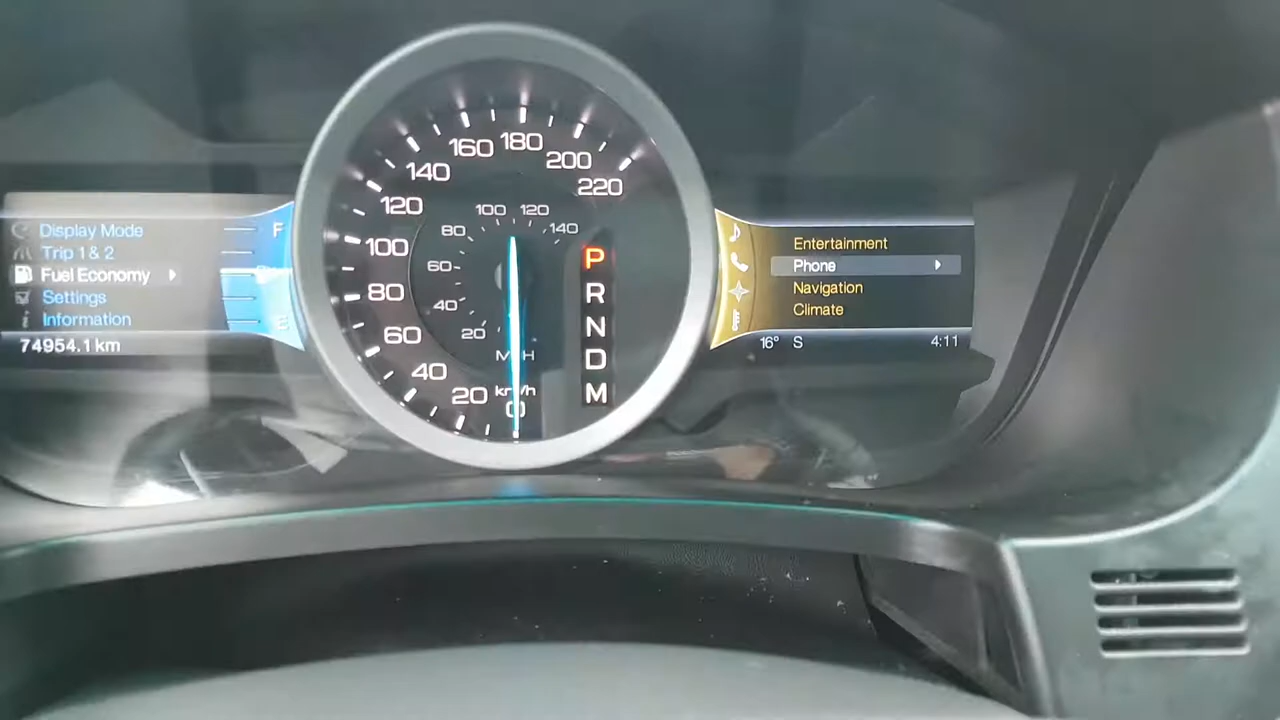 Display Mode
Trip 1 & 2
Fuel Economy
Settings
Information
74954.1 km
F
E
220
200
180
160
140
120
100
80
60
40
20
0
km/h
140
120
100
80
60
40
20
MPH
P
R
N
D
M
Entertainment
Phone
Navigation
Climate
16° S 4:11